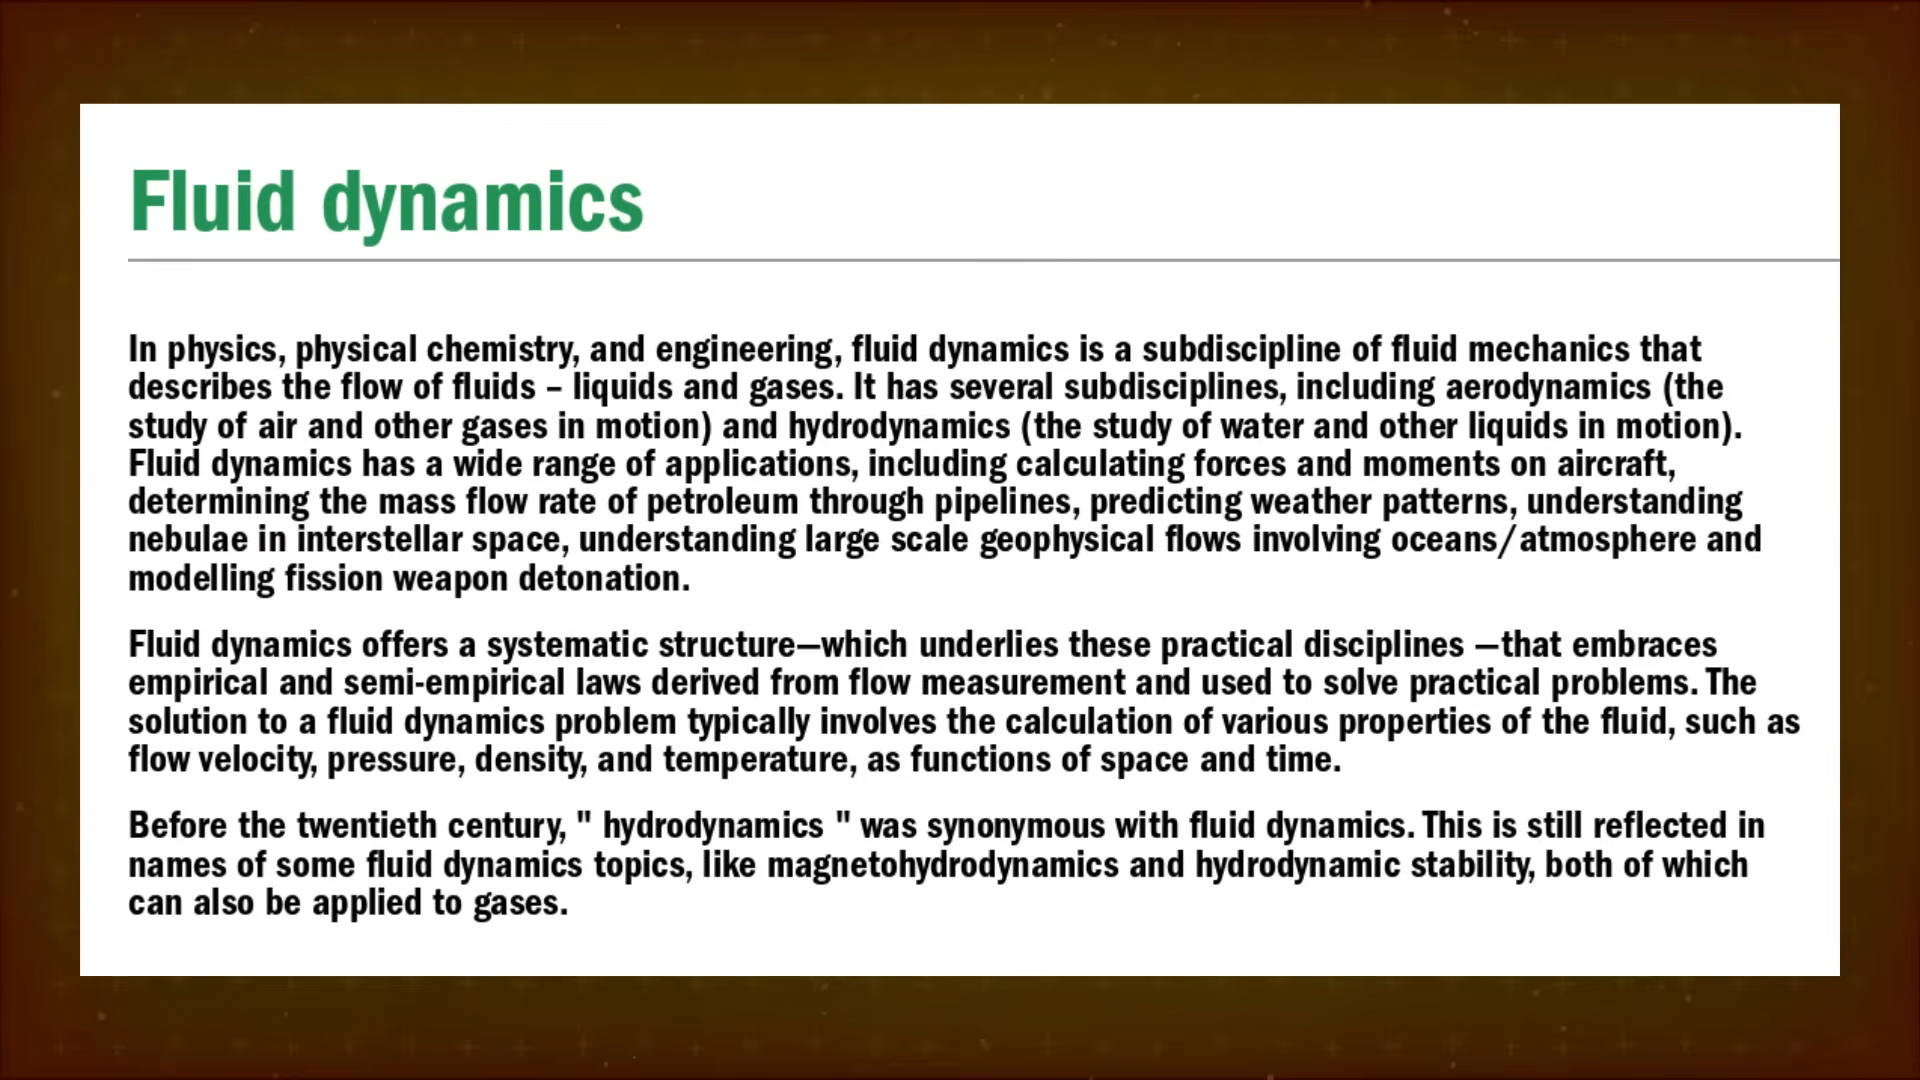 Fluid dynamics
In physics, physical chemistry, and engineering, fluid dynamics is a subdiscipline of fluid mechanics that
describes the flow of fluids – liquids and gases. It has several subdisciplines, including aerodynamics (the
study of air and other gases in motion) and hydrodynamics (the study of water and other liquids in motion).
Fluid dynamics has a wide range of applications, including calculating forces and moments on aircraft,
determining the mass flow rate of petroleum through pipelines, predicting weather patterns, understanding
nebulae in interstellar space, understanding large scale geophysical flows involving oceans/atmosphere and
modelling fission weapon detonation.
Fluid dynamics offers a systematic structure—which underlies these practical disciplines —that embraces
empirical and semi-empirical laws derived from flow measurement and used to solve practical problems. The
solution to a fluid dynamics problem typically involves the calculation of various properties of the fluid, such as
flow velocity, pressure, density, and temperature, as functions of space and time.
Before the twentieth century, " hydrodynamics " was synonymous with fluid dynamics. This is still reflected in
names of some fluid dynamics topics, like magnetohydrodynamics and hydrodynamic stability, both of which
can also be applied to gases.